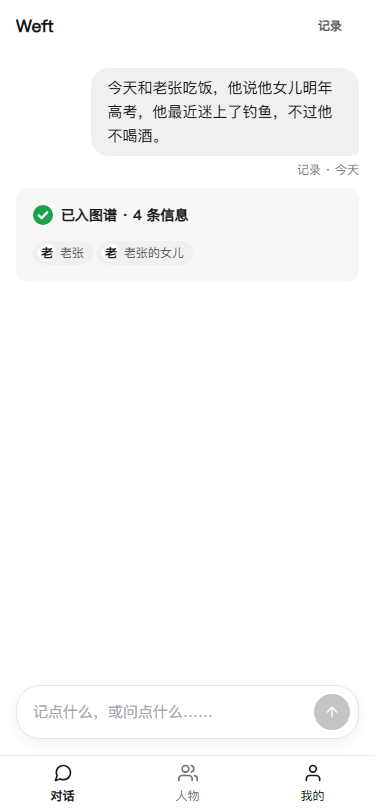 Weft
记录
今天和老张吃饭，他说他女儿明年
高考，他最近迷上了钓鱼，不过他
不喝酒。
记录 · 今天
已入图谱 · 4 条信息
老 老张 老 老张的女儿
记点什么，或问点什么……
对话 人物 我的